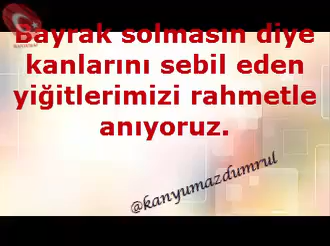 Bayrak solmasın diye
kanlarını sebil eden
yiğitlerimizi rahmetle
anıyoruz.
@kanyumazdumrul